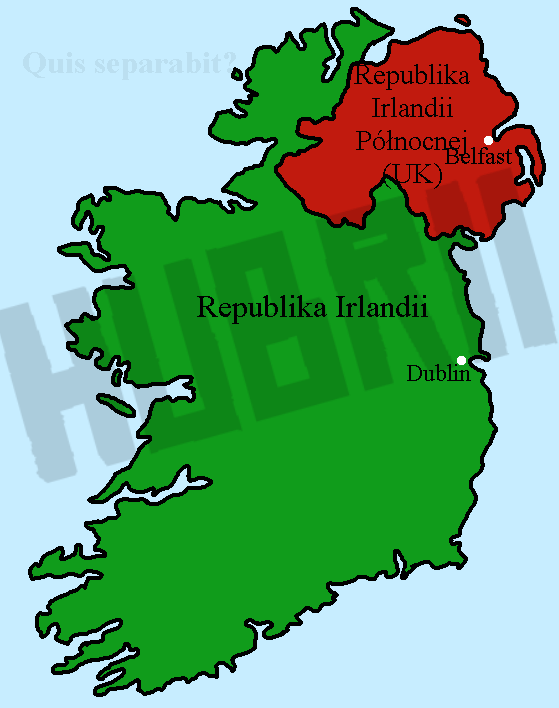 Quis separabit?
Republika
Irlandii
Północnej
(UK)
Belfast
Republika Irlandii
Dublin
HUBRII